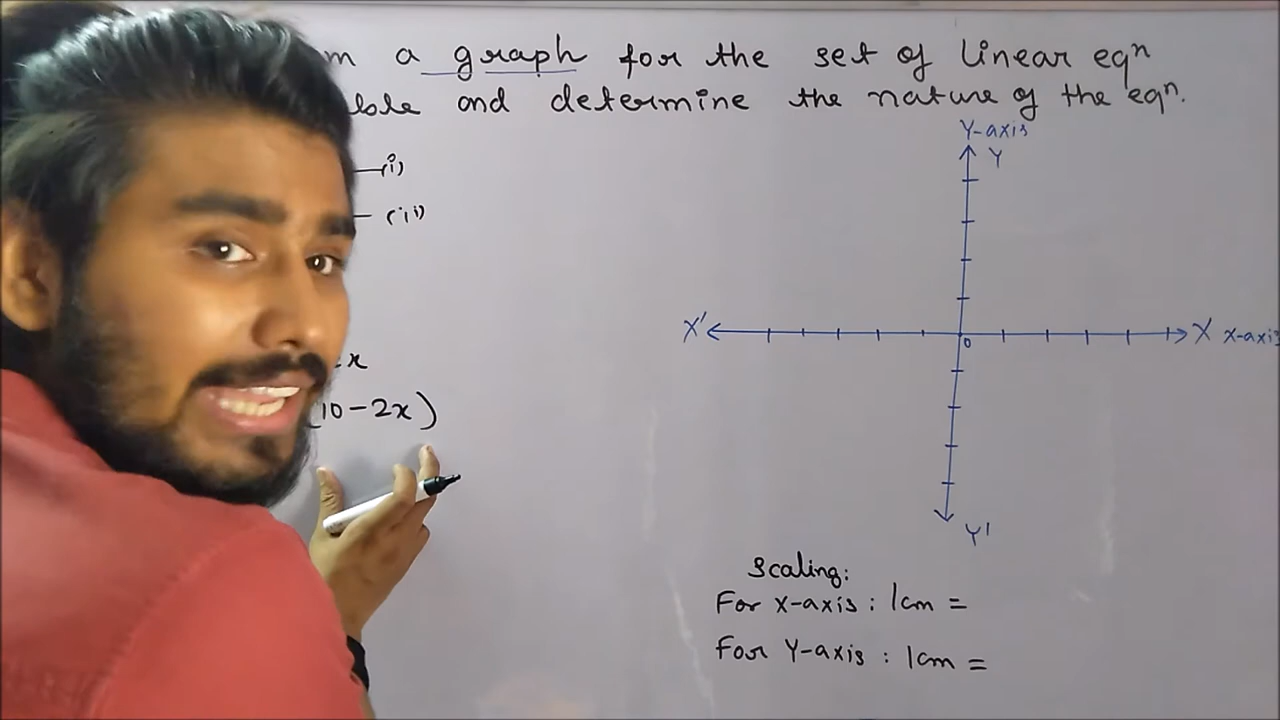 a graph for the set of linear eqⁿ
and determine the nature of the eqⁿ.
—(i)
— (ii)
x
(10-2x)
Y-axis
Y
X'
0
X x-axis
Y'
Scaling:
For x-axis : 1cm =
For Y-axis : 1cm =